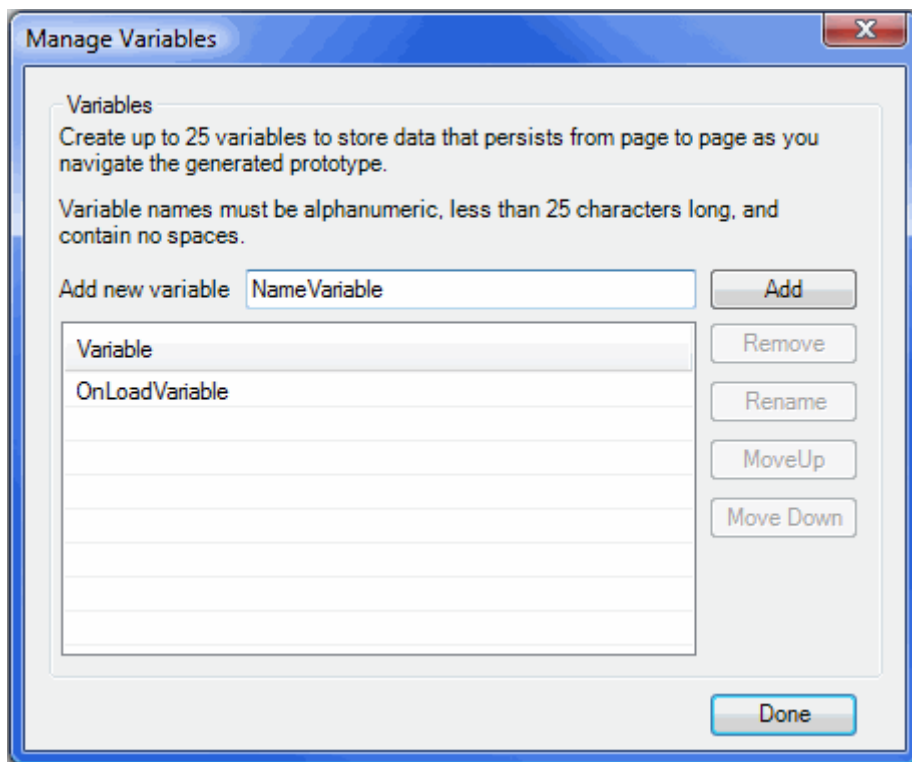 Manage Variables
X
Variables
Create up to 25 variables to store data that persists from page to page as you
navigate the generated prototype.
Variable names must be alphanumeric, less than 25 characters long, and
contain no spaces.
Add new variable NameVariable Add
Variable
OnLoadVariable
Remove
Rename
MoveUp
Move Down
Done